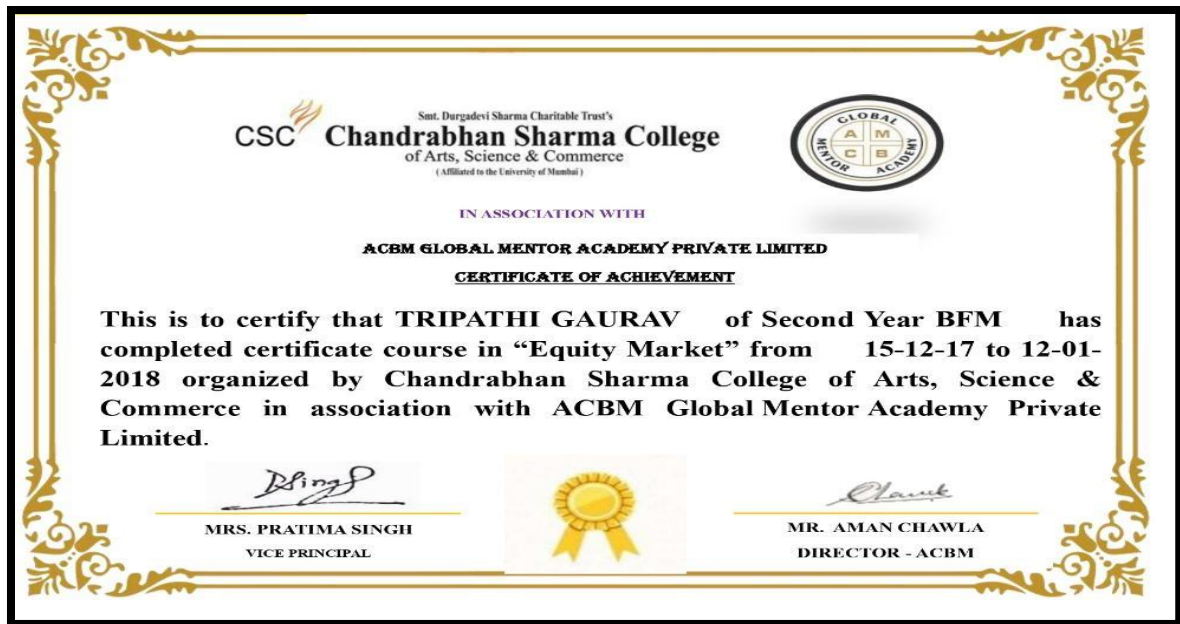 CSC
Smt. Durgadevi Sharma Charitable Trust's
Chandrabhan Sharma College
of Arts, Science & Commerce
( Affiliated to the University of Mumbai )
GLOBAL
MENTOR ACADEMY
A M
C B
IN ASSOCIATION WITH
ACBM GLOBAL MENTOR ACADEMY PRIVATE LIMITED
CERTIFICATE OF ACHIEVEMENT
This is to certify that TRIPATHI GAURAV of Second Year BFM has
completed certificate course in “Equity Market” from 15-12-17 to 12-01-
2018 organized by Chandrabhan Sharma College of Arts, Science &
Commerce in association with ACBM Global Mentor Academy Private
Limited.
MRS. PRATIMA SINGH
VICE PRINCIPAL
MR. AMAN CHAWLA
DIRECTOR - ACBM